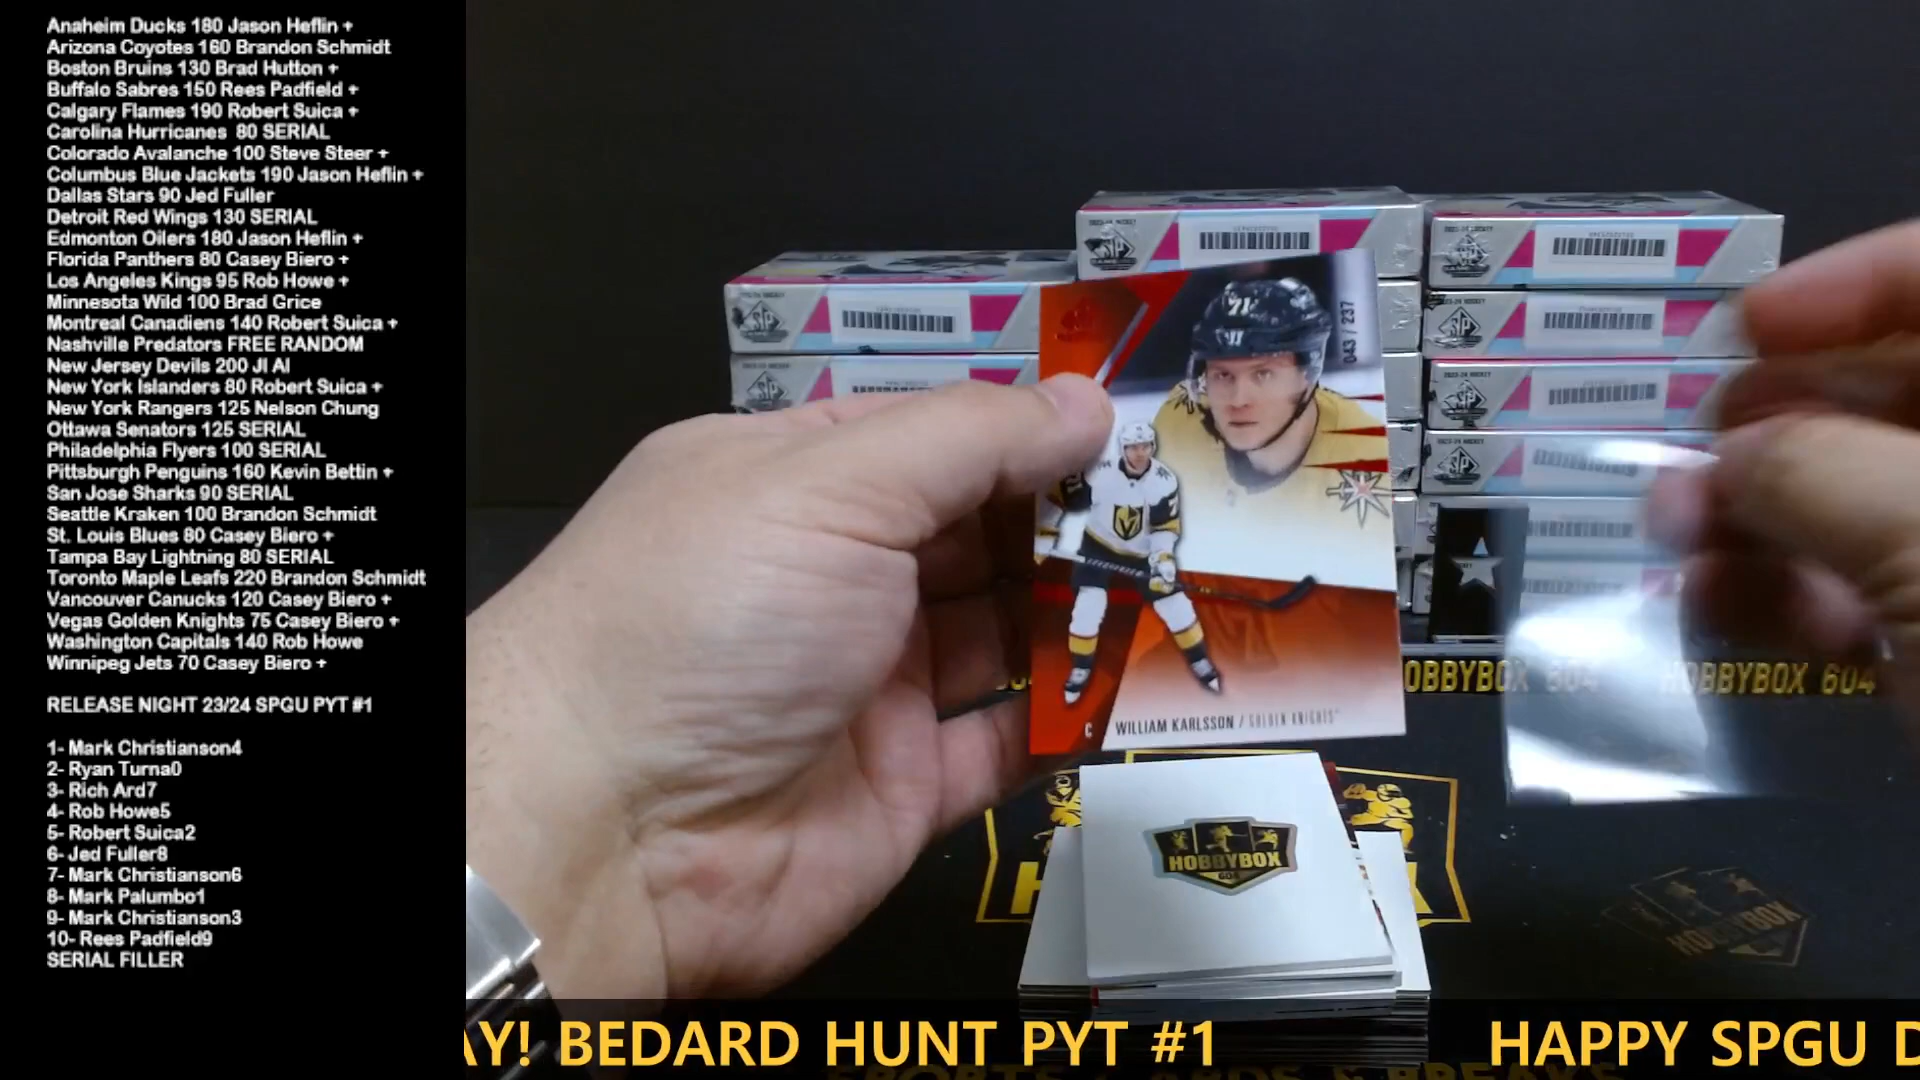 Anaheim Ducks 180 Jason Heflin +
Arizona Coyotes 160 Brandon Schmidt
Boston Bruins 130 Brad Hutton +
Buffalo Sabres 150 Rees Padfield +
Calgary Flames 190 Robert Suica +
Carolina Hurricanes 80 SERIAL
Colorado Avalanche 100 Steve Steer +
Columbus Blue Jackets 190 Jason Heflin +
Dallas Stars 90 Jed Fuller
Detroit Red Wings 130 SERIAL
Edmonton Oilers 180 Jason Heflin +
Florida Panthers 80 Casey Biero +
Los Angeles Kings 95 Rob Howe +
Minnesota Wild 100 Brad Grice
Montreal Canadiens 140 Robert Suica +
Nashville Predators FREE RANDOM
New Jersey Devils 200 JI AI
New York Islanders 80 Robert Suica +
New York Rangers 125 Nelson Chung
Ottawa Senators 125 SERIAL
Philadelphia Flyers 100 SERIAL
Pittsburgh Penguins 160 Kevin Bettin +
San Jose Sharks 90 SERIAL
Seattle Kraken 100 Brandon Schmidt
St. Louis Blues 80 Casey Biero +
Tampa Bay Lightning 80 SERIAL
Toronto Maple Leafs 220 Brandon Schmidt
Vancouver Canucks 120 Casey Biero +
Vegas Golden Knights 75 Casey Biero +
Washington Capitals 140 Rob Howe
Winnipeg Jets 70 Casey Biero +
RELEASE NIGHT 23/24 SPGU PYT #1
1- Mark Christianson4
2- Ryan Turna0
3- Rich Ard7
4- Rob Howe5
5- Robert Suica2
6- Jed Fuller8
7- Mark Christianson6
8- Mark Palumbo1
9- Mark Christianson3
10- Rees Padfield9
SERIAL FILLER
71
043 / 237
C WILLIAM KARLSSON / GOLDEN KNIGHTS
HOBBYBOX
604
OBBYBOX 604
HOBBYBOX 604
HOBBYBOX
AY! BEDARD HUNT PYT #1 HAPPY SPGU D